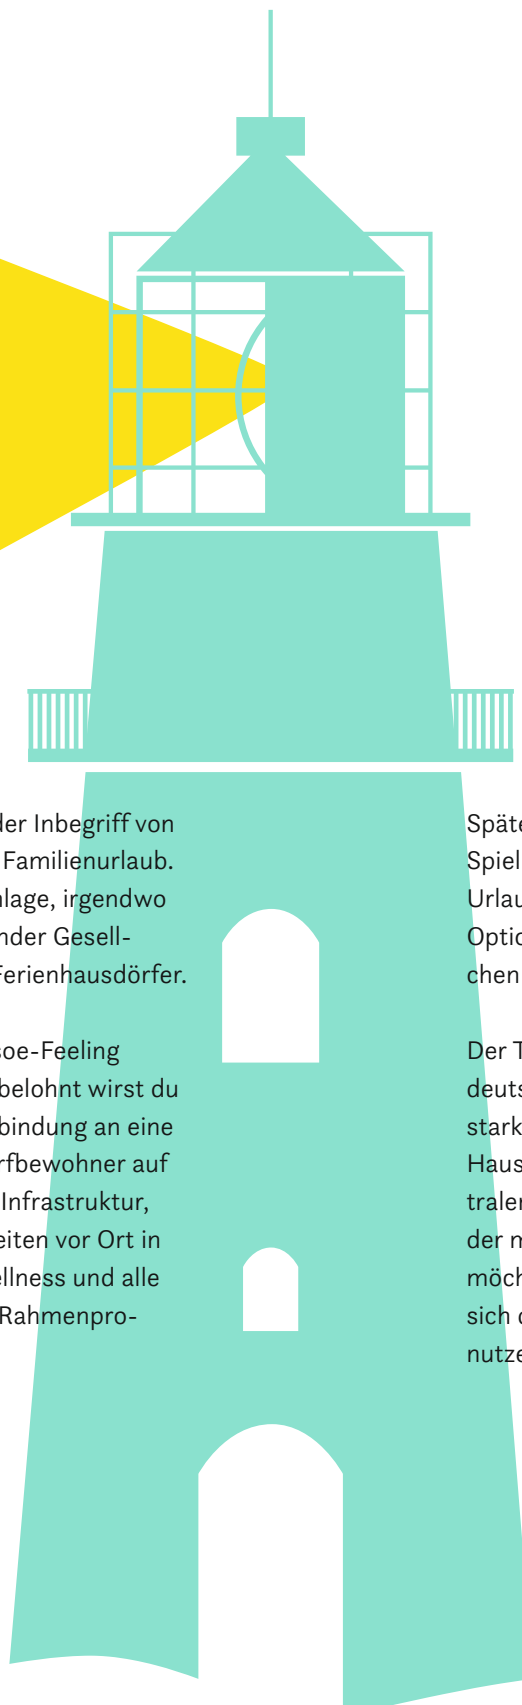 der Inbegriff von
Familienurlaub.
nlage, irgendwo
nder Gesell-
Ferienhausdörfer.
soe-Feeling
belohnt wirst du
bindung an eine
rfbewohner auf
Infrastruktur,
eiten vor Ort in
ellness und alle
Rahmenpro-
Späte
Spiel
Urlau
Optio
chen
Der T
deuts
stark
Haus
traler
der m
möch
sich d
nutze